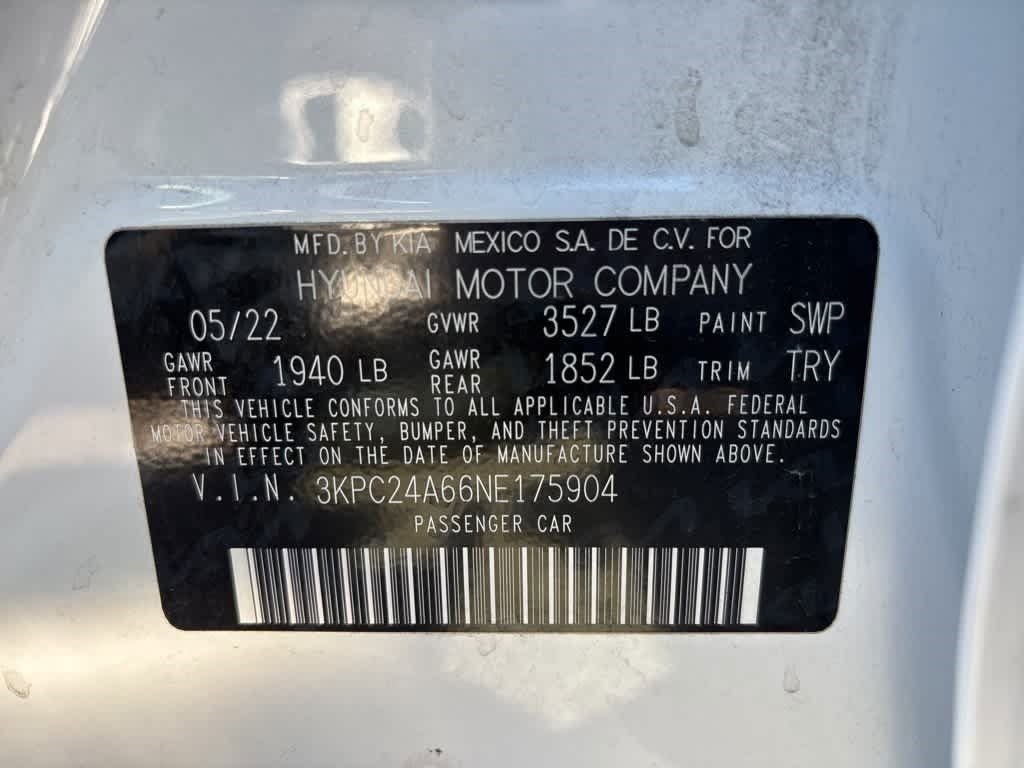 MFD. BY KIA MEXICO S.A. DE C.V. FOR
HYUNDAI MOTOR COMPANY
05/22 GVWR 3527 LB PAINT SWP
GAWR FRONT 1940 LB GAWR REAR 1852 LB TRIM TRY
THIS VEHICLE CONFORMS TO ALL APPLICABLE U.S.A. FEDERAL
MOTOR VEHICLE SAFETY, BUMPER, AND THEFT PREVENTION STANDARDS
IN EFFECT ON THE DATE OF MANUFACTURE SHOWN ABOVE.
V.I.N. 3KPC24A66NE175904
PASSENGER CAR